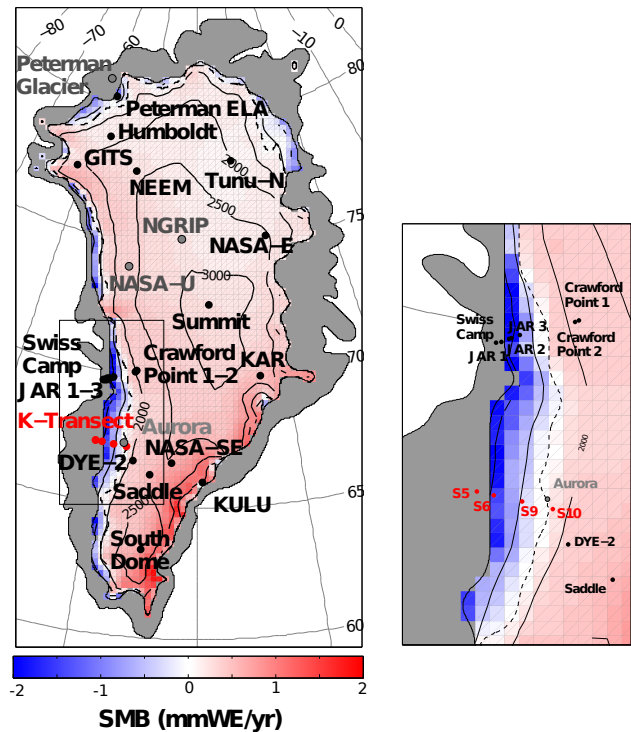 −80
−70
−60
0
−10
80
Peterman
Glacier
Peterman ELA
Humboldt
GITS
2000
Tunu−N
NEEM
2500
75
NGRIP
NASA−E
NASA−U
3000
Summit
Swiss
Camp
Crawford
Point 1−2
KAR
70
JAR 1−3
K−Transect
2000
Aurora
NASA−SE
DYE−2
Saddle
KULU
65
2500
South
Dome
60
-2
-1
0
1
2
SMB (mmWE/yr)
Crawford
Point 1
Swiss
Camp
JAR 3
JAR 1
JAR 2
Crawford
Point 2
2000
Aurora
S5
S6
S9
S10
DYE−2
Saddle